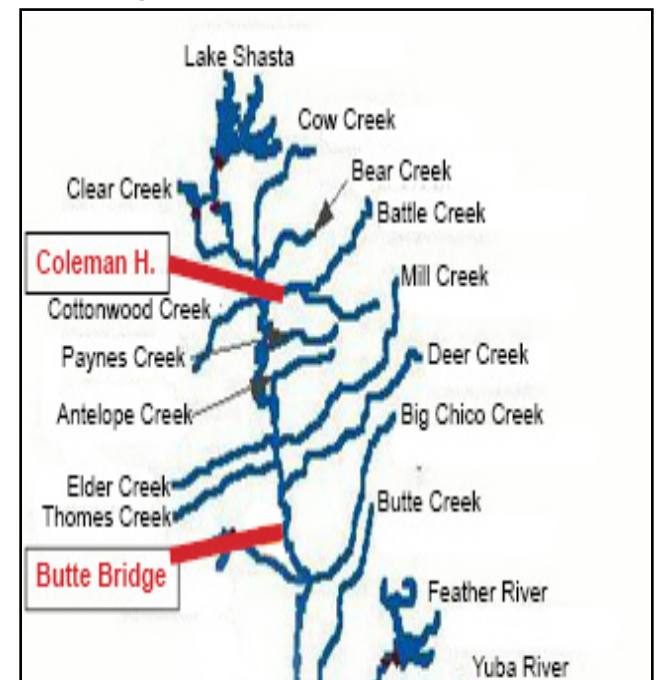 Lake Shasta
Cow Creek
Bear Creek
Clear Creek
Battle Creek
Coleman H.
Mill Creek
Cottonwood Creek
Paynes Creek
Deer Creek
Antelope Creek
Big Chico Creek
Elder Creek
Butte Creek
Thomes Creek
Butte Bridge
Feather River
Yuba River